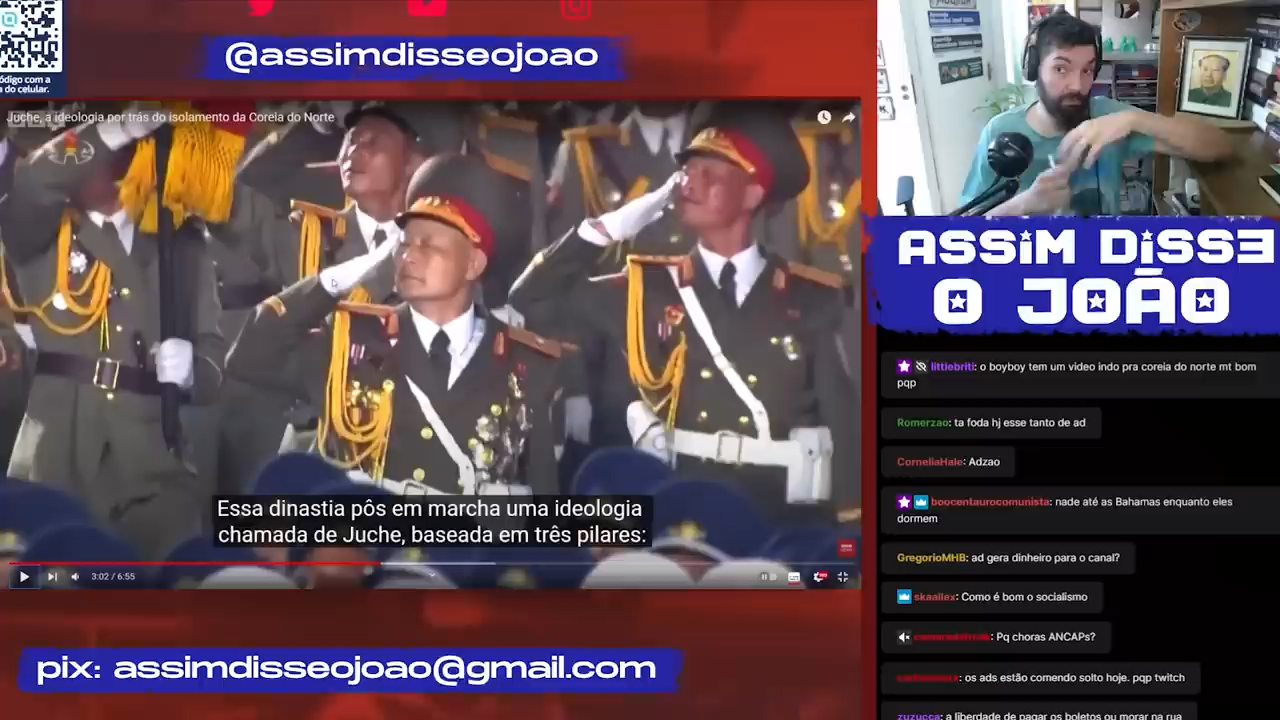 código com a
a do celular.
@assimdisseojoao
Juche, a ideologia por trás do isolamento da Coreia do Norte
Essa dinastia pôs em marcha uma ideologia
chamada de Juche, baseada em três pilares:
3:02 / 6:55
pix: assimdisseojoao@gmail.com
ASSIM DISSE
O JOÃO
littlebriti: o boyboy tem um video indo pra coreia do norte mt bom
pqp
Romerzao: ta foda hj esse tanto de ad
CorneliaHale: Adzao
boocentaurocomunista: nade até as Bahamas enquanto eles
dormem
GregorioMHB: ad gera dinheiro para o canal?
skaallex: Como é bom o socialismo
: Pq choras ANCAPs?
: os ads estão comendo solto hoje. pqp twitch
zuzucca: a liberdade de pagar os boletos ou morar na rua